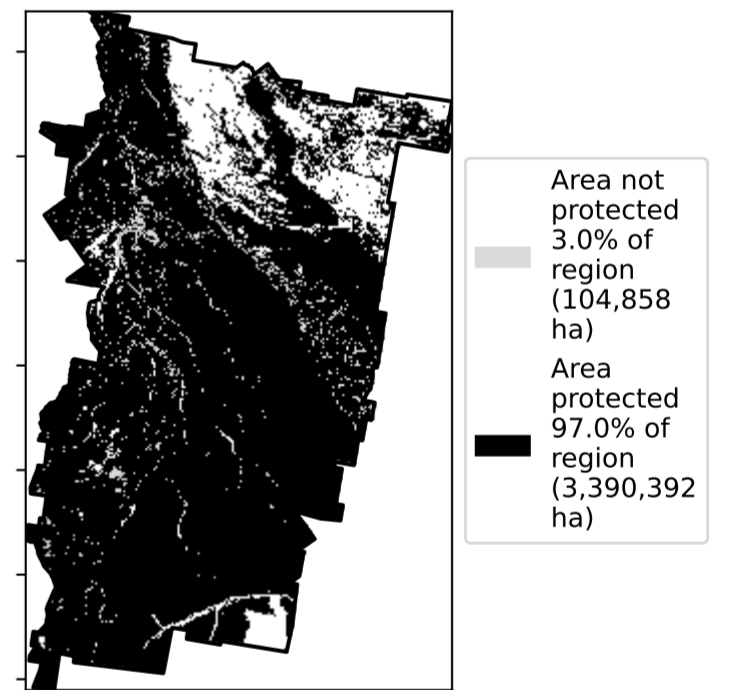 Area not
protected
3.0% of
region
(104,858
ha)
Area
protected
97.0% of
region
(3,390,392
ha)